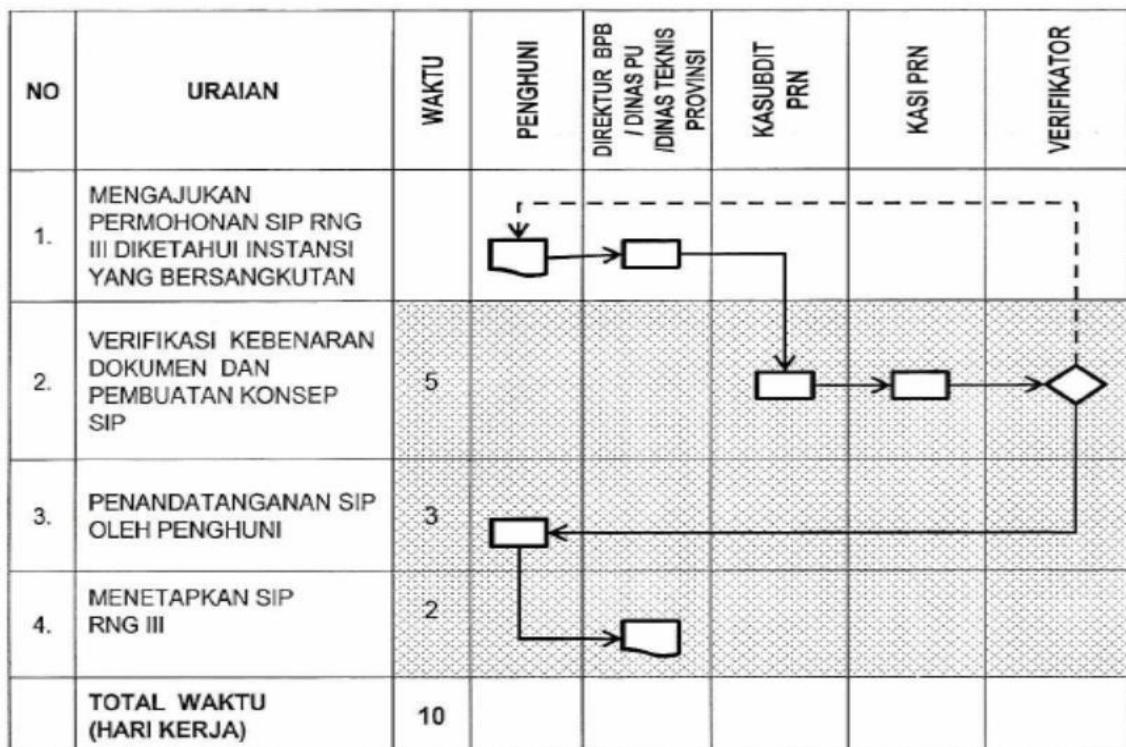 NO
URAIAN
WAKTU
PENGHUNI
DIREKTUR BPB
/ DINAS PU
/DINAS TEKNIS
PROVINSI
KASUBDIT
PRN
KASI PRN
VERIFIKATOR
1.
MENGAJUKAN
PERMOHONAN SIP RNG
III DIKETAHUI INSTANSI
YANG BERSANGKUTAN
2.
VERIFIKASI KEBENARAN
DOKUMEN DAN
PEMBUATAN KONSEP
SIP
5
3.
PENANDATANGANAN SIP
OLEH PENGHUNI
3
4.
MENETAPKAN SIP
RNG III
2
TOTAL WAKTU
(HARI KERJA)
10